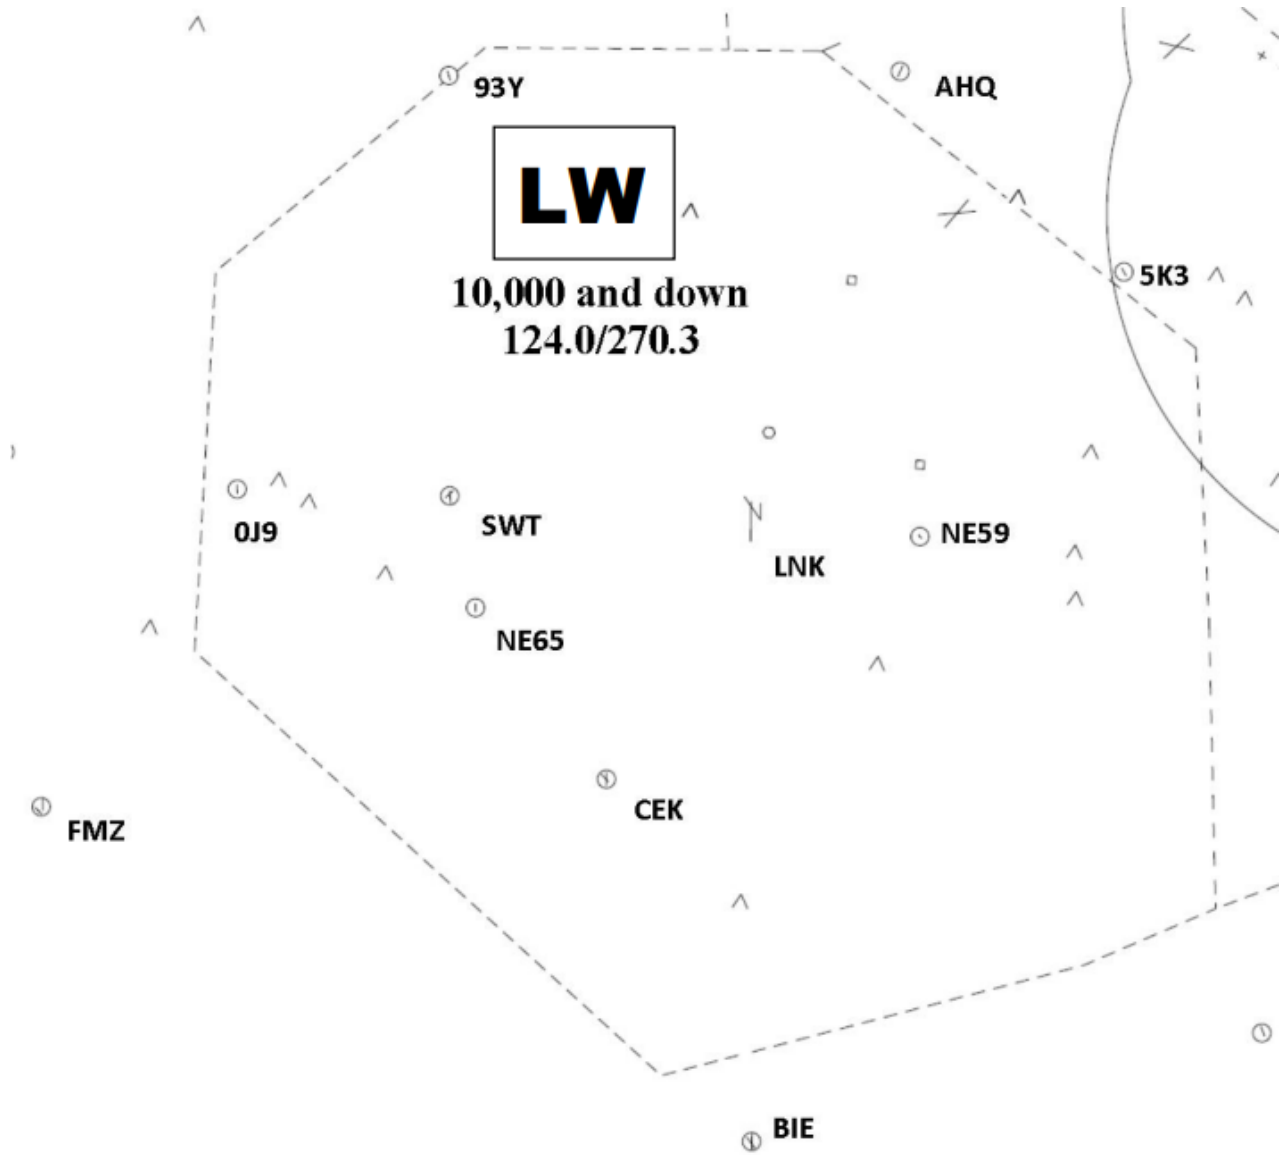 93Y
AHQ
LW
10,000 and down
124.0/270.3
5K3
0J9
SWT
NE59
LNK
NE65
CEK
FMZ
BIE